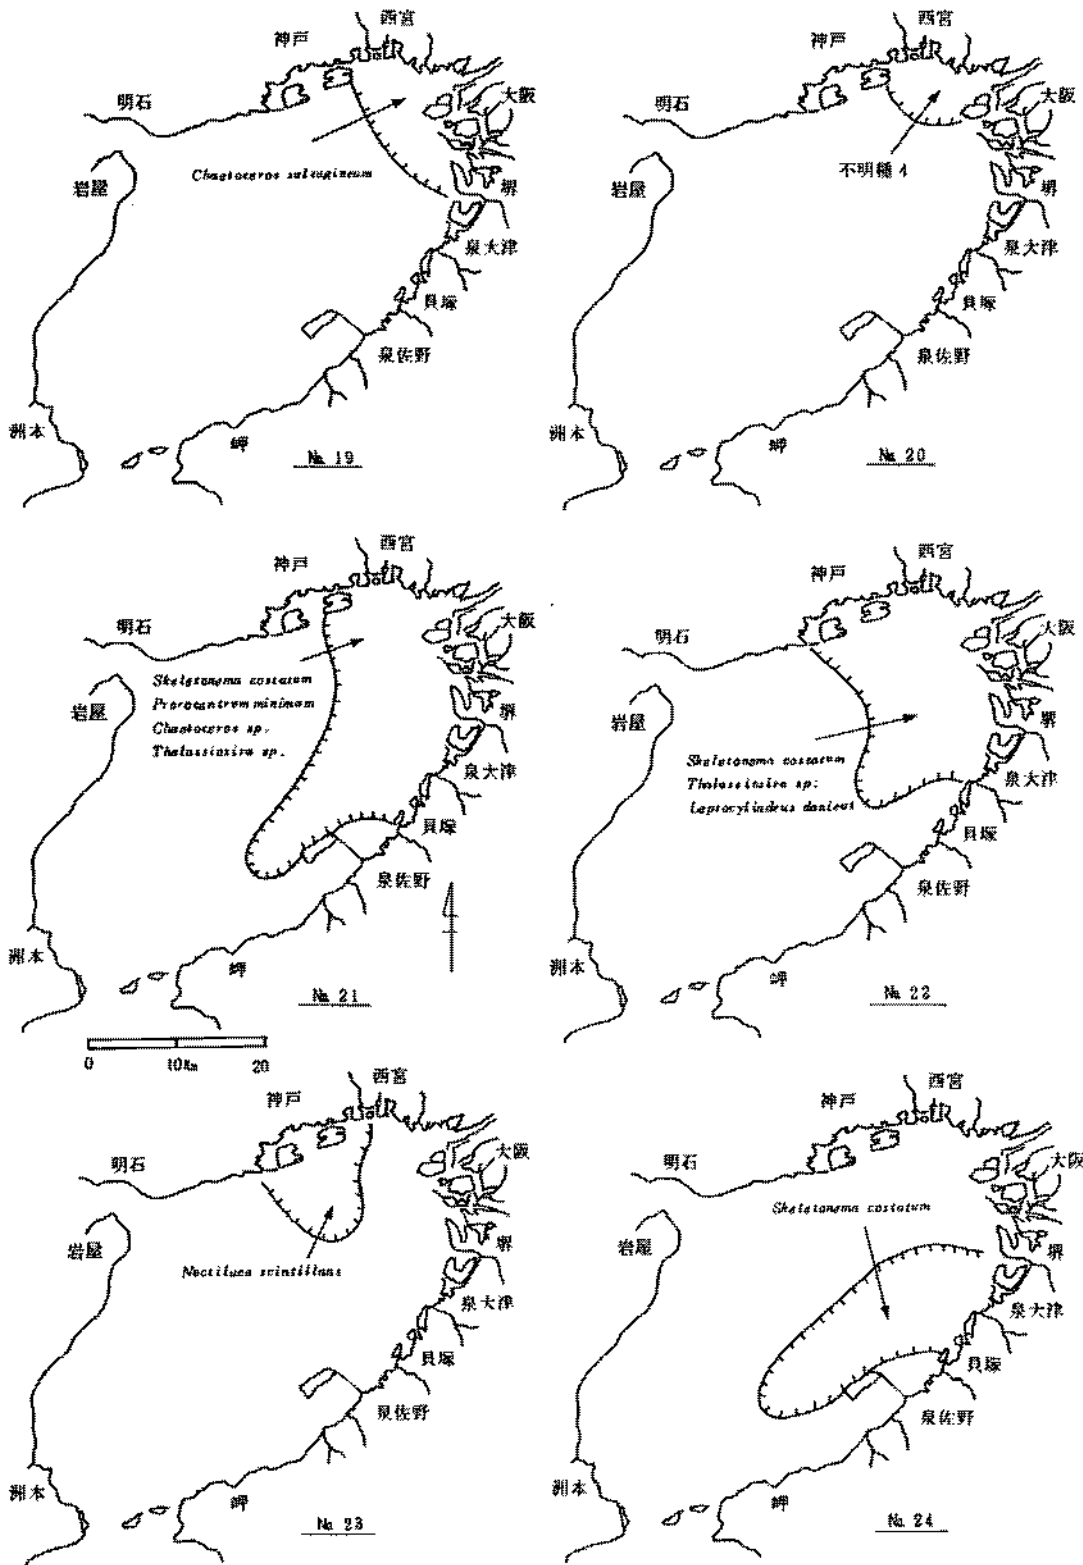 西宮
神戸
明石
大阪
Chaetoceros salsugineum
岩屋
堺
泉大津
貝塚
泉佐野
洲本
岬
No. 19
西宮
神戸
明石
大阪
不明種 4
岩屋
堺
泉大津
貝塚
泉佐野
洲本
岬
No. 20
西宮
神戸
明石
大阪
Skeletonema costatum
Prorocentrum minimum
Chaetoceros sp.
Thalassiosira sp.
岩屋
堺
泉大津
貝塚
泉佐野
洲本
岬
No. 21
0 10Km 20
西宮
神戸
明石
大阪
岩屋
堺
Skeletonema costatum
Thalassiosira sp.
Leptocylindrus danicus
泉大津
貝塚
泉佐野
洲本
岬
No. 22
西宮
神戸
明石
大阪
岩屋
堺
Noctiluca scintillans
泉大津
貝塚
泉佐野
洲本
岬
No. 23
西宮
神戸
明石
大阪
Skeletonema costatum
岩屋
堺
泉大津
貝塚
泉佐野
洲本
岬
No. 24